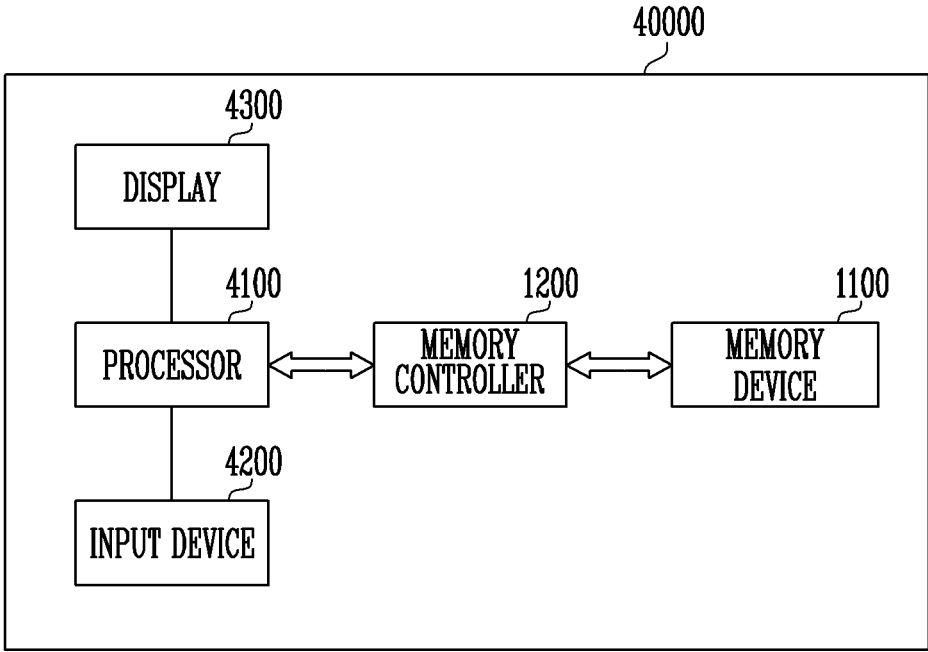 40000
4300
DISPLAY
4100
PROCESSOR
1200
MEMORY
CONTROLLER
1100
MEMORY
DEVICE
4200
INPUT DEVICE